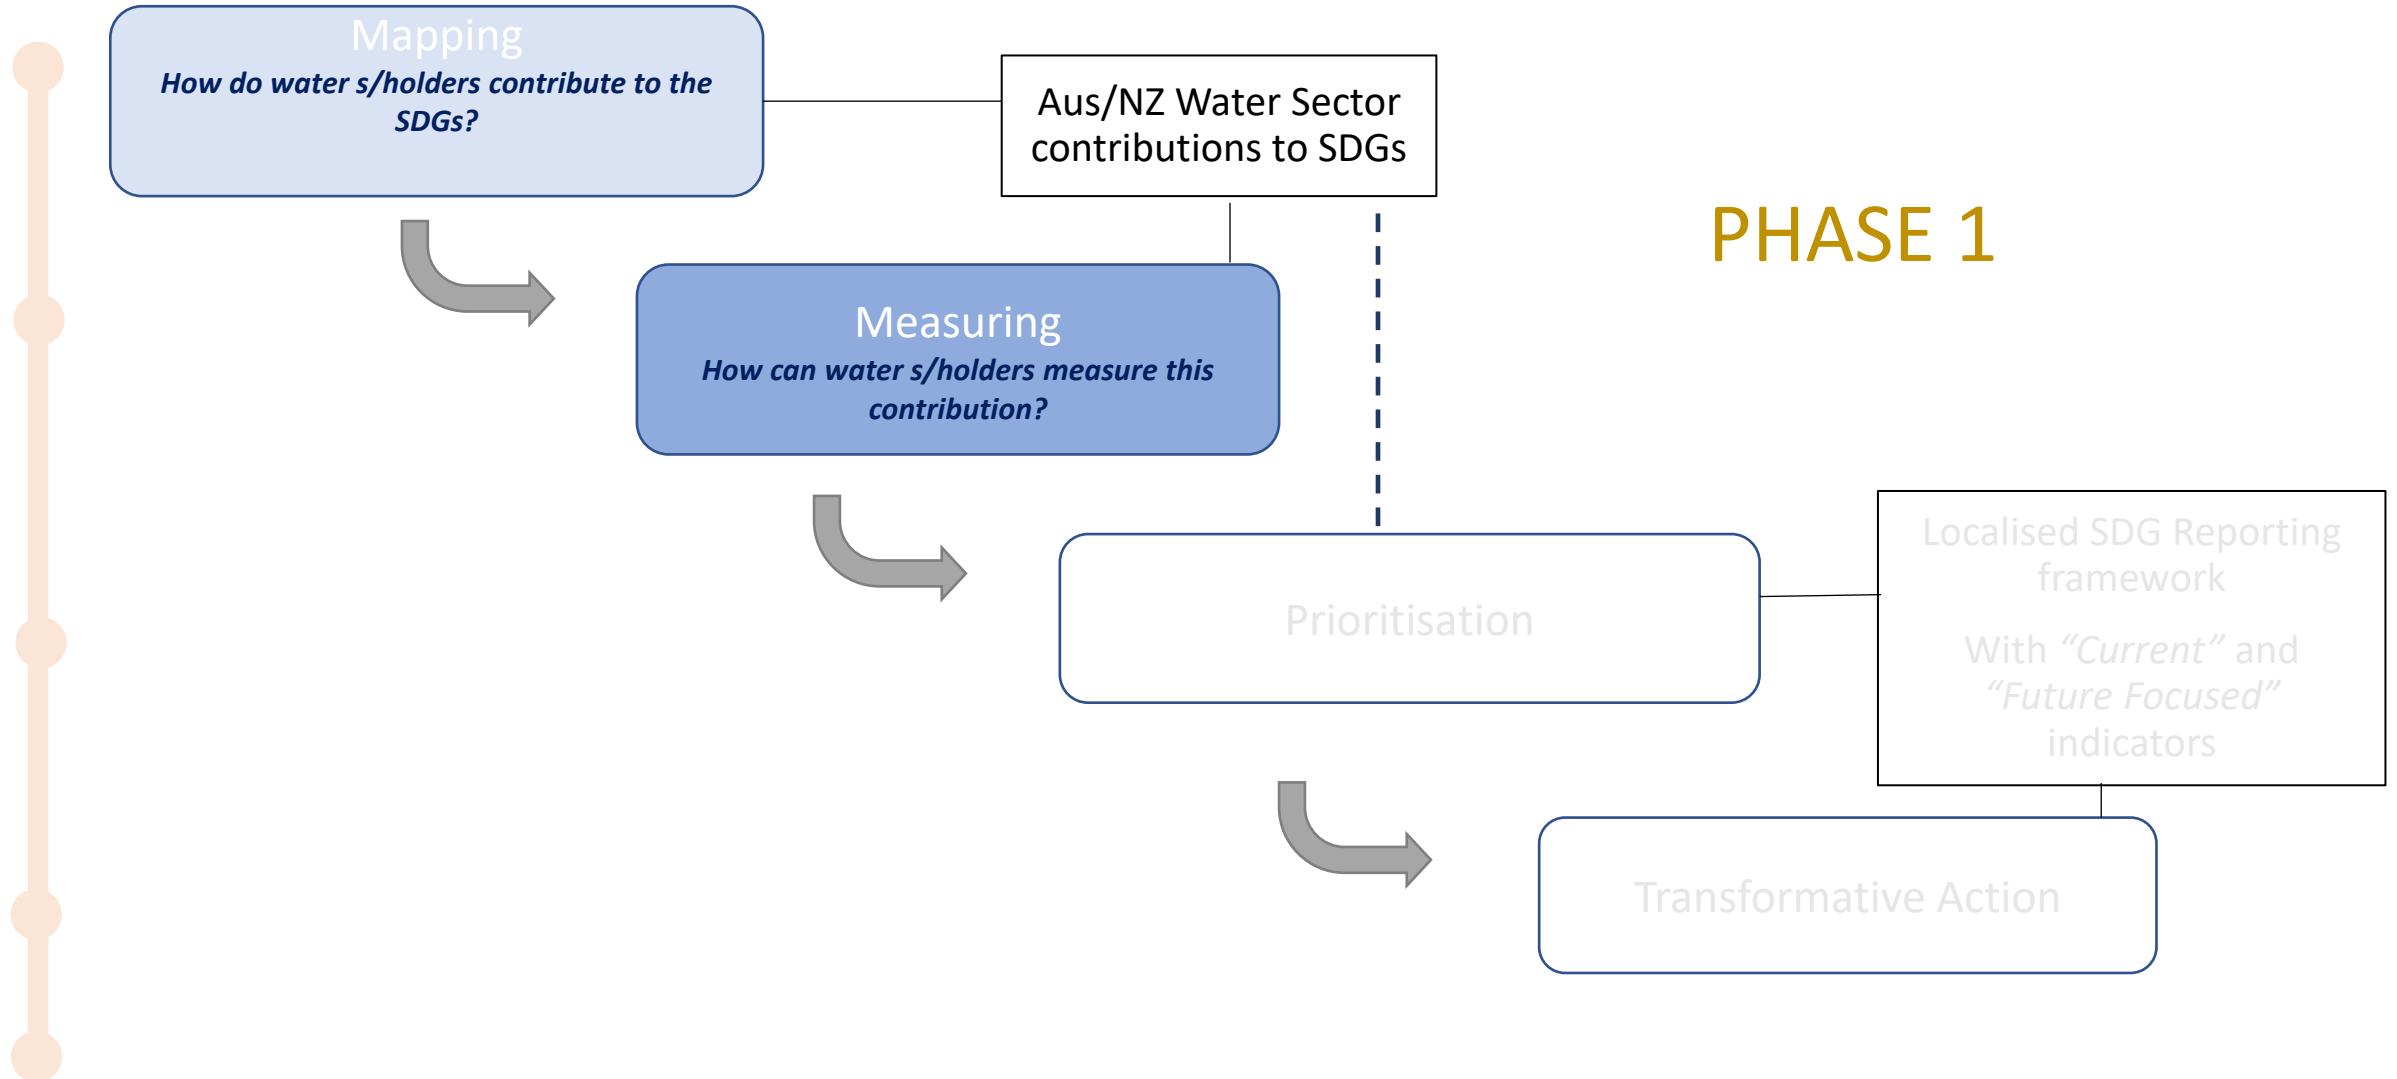 Mapping
How do water s/holders contribute to the
SDGs?
Aus/NZ Water Sector
contributions to SDGs
PHASE 1
Measuring
How can water s/holders measure this
contribution?
Prioritisation
Localised SDG Reporting
framework
With “Current” and
“Future Focused”
indicators
Transformative Action